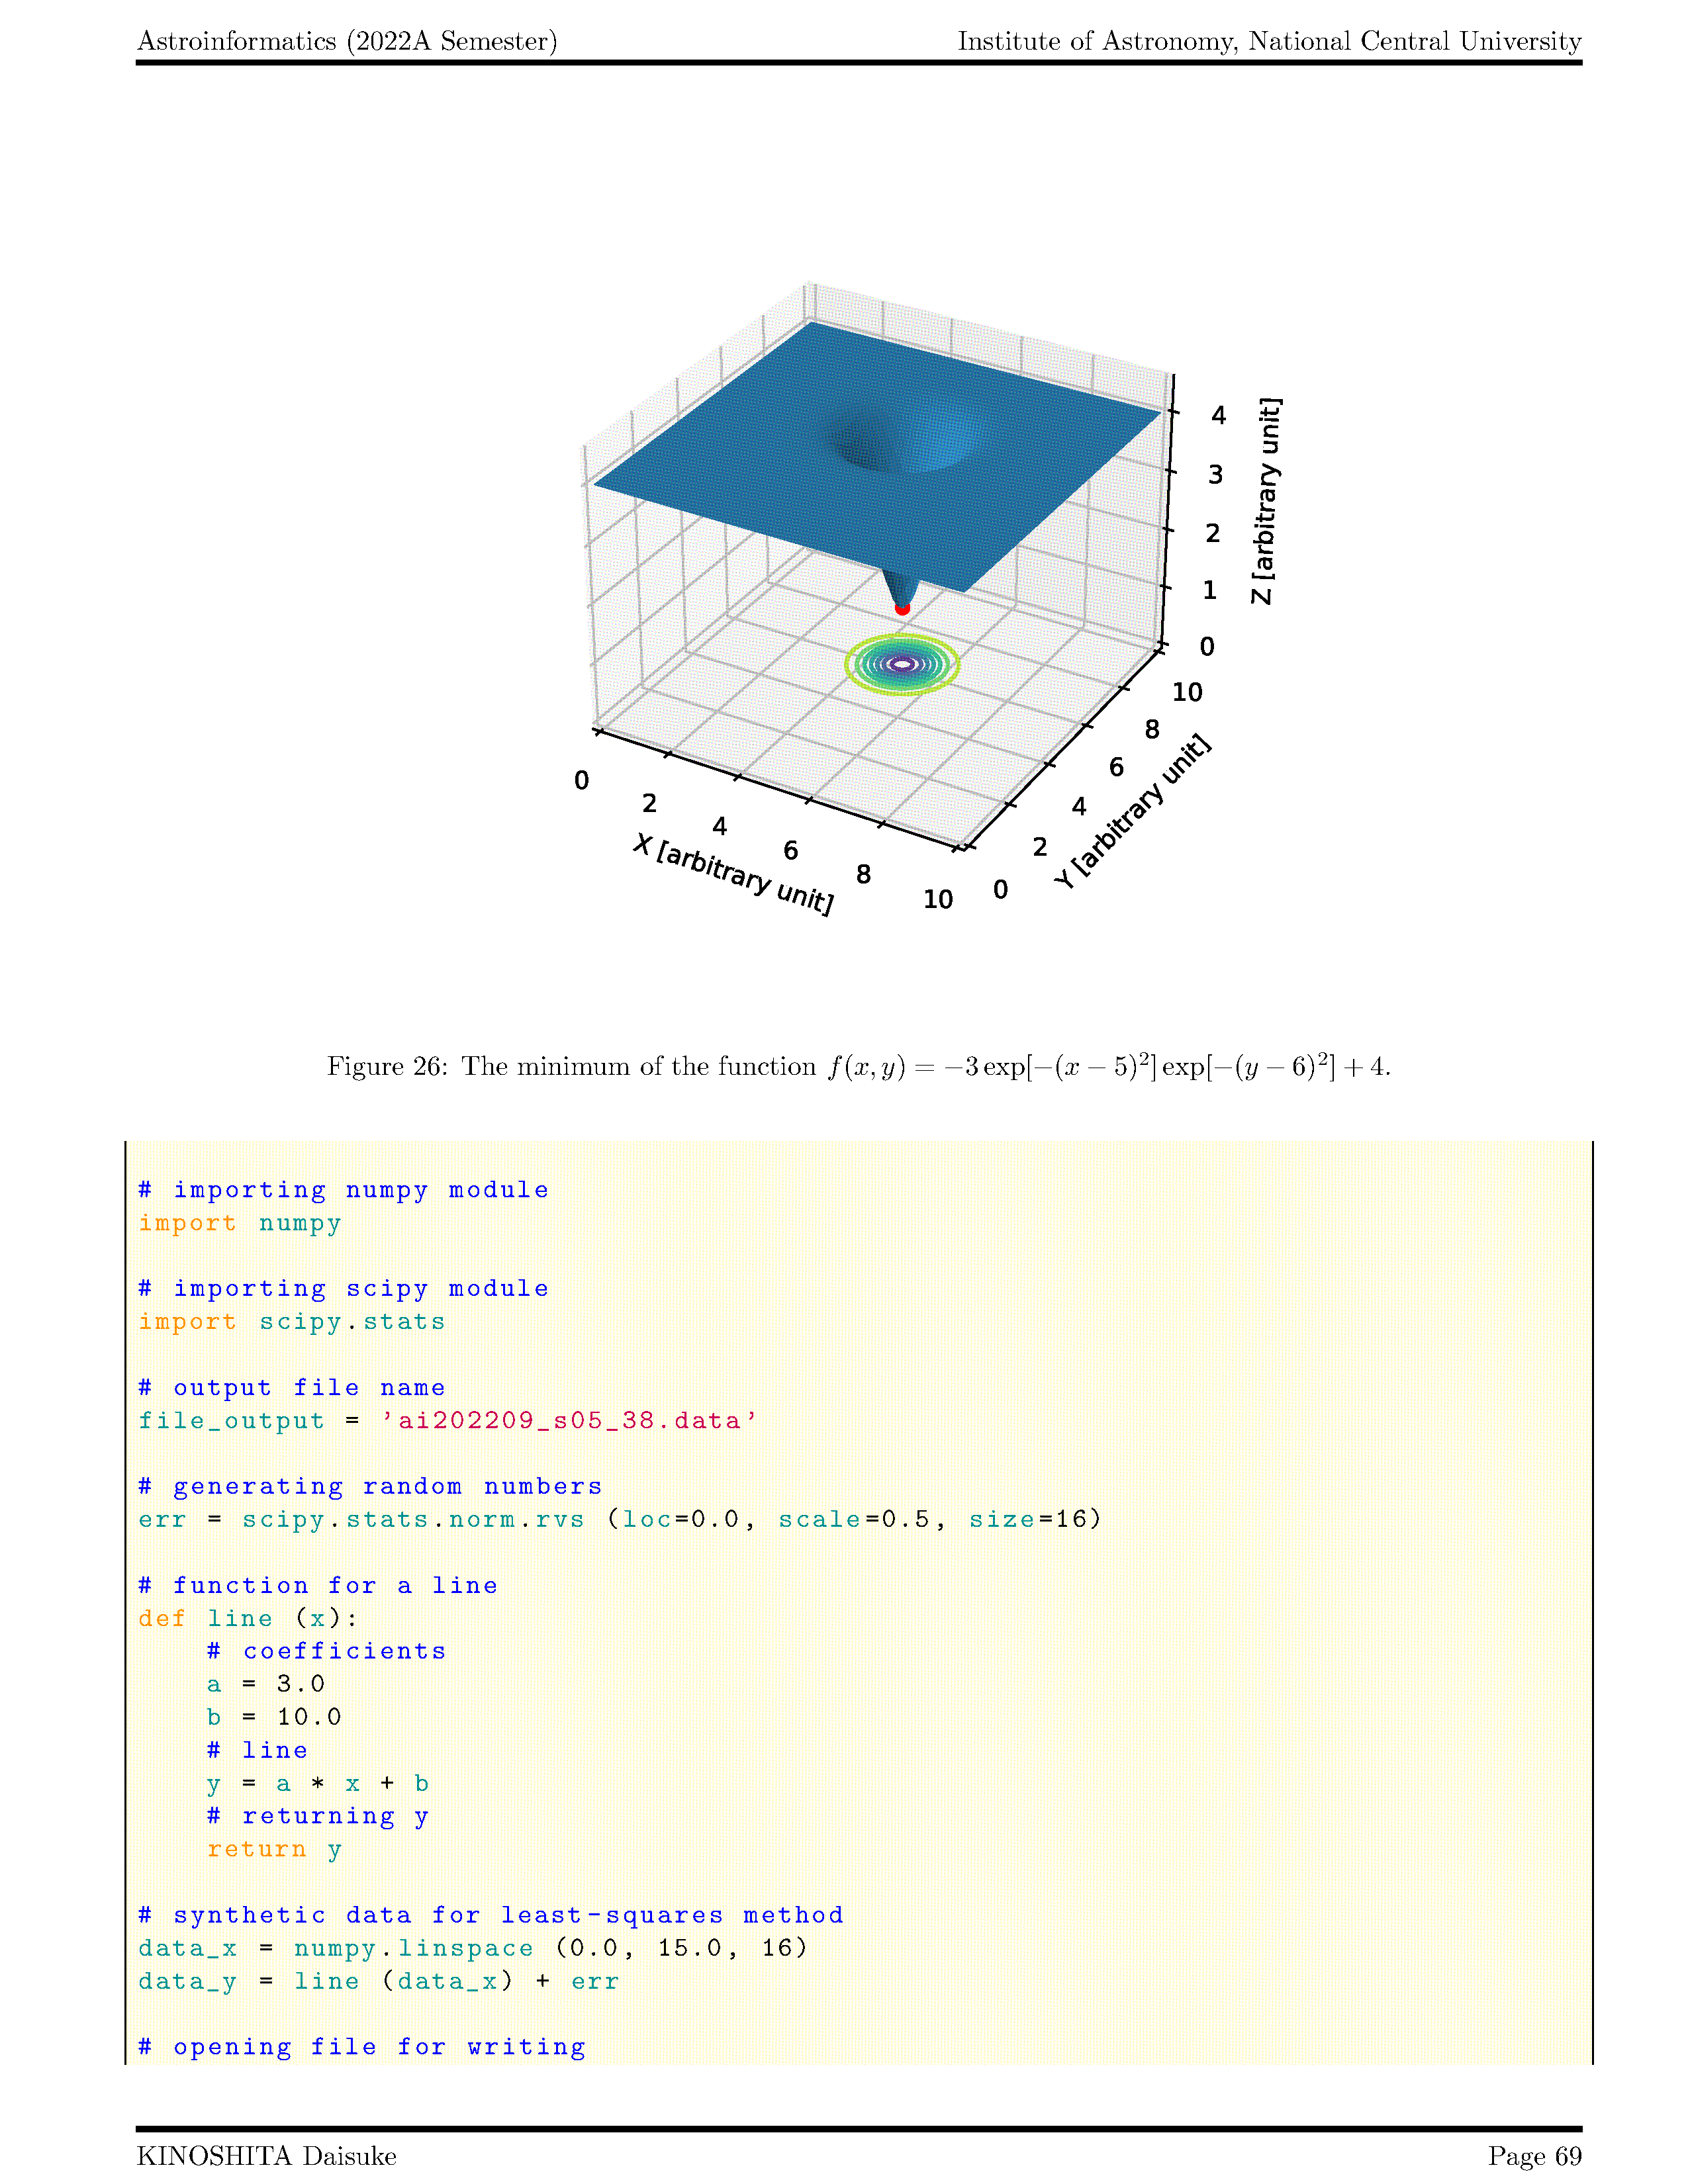 Astroinformatics (2022A Semester) Institute of Astronomy, National Central University
4
3
2
1
0
Z [arbitrary unit]
10
8
6
4
2
0
Y [arbitrary unit]
0
2
4
6
8
10
X [arbitrary unit]
Figure 26: The minimum of the function f(x, y) = −3 exp[−(x − 5)²] exp[−(y − 6)²] + 4.
# importing numpy module
import numpy
# importing scipy module
import scipy.stats
# output file name
file_output = 'ai202209_s05_38.data'
# generating random numbers
err = scipy.stats.norm.rvs (loc=0.0, scale=0.5, size=16)
# function for a line
def line (x):
    # coefficients
    a = 3.0
    b = 10.0
    # line
    y = a * x + b
    # returning y
    return y
# synthetic data for least-squares method
data_x = numpy.linspace (0.0, 15.0, 16)
data_y = line (data_x) + err
# opening file for writing
KINOSHITA Daisuke Page 69